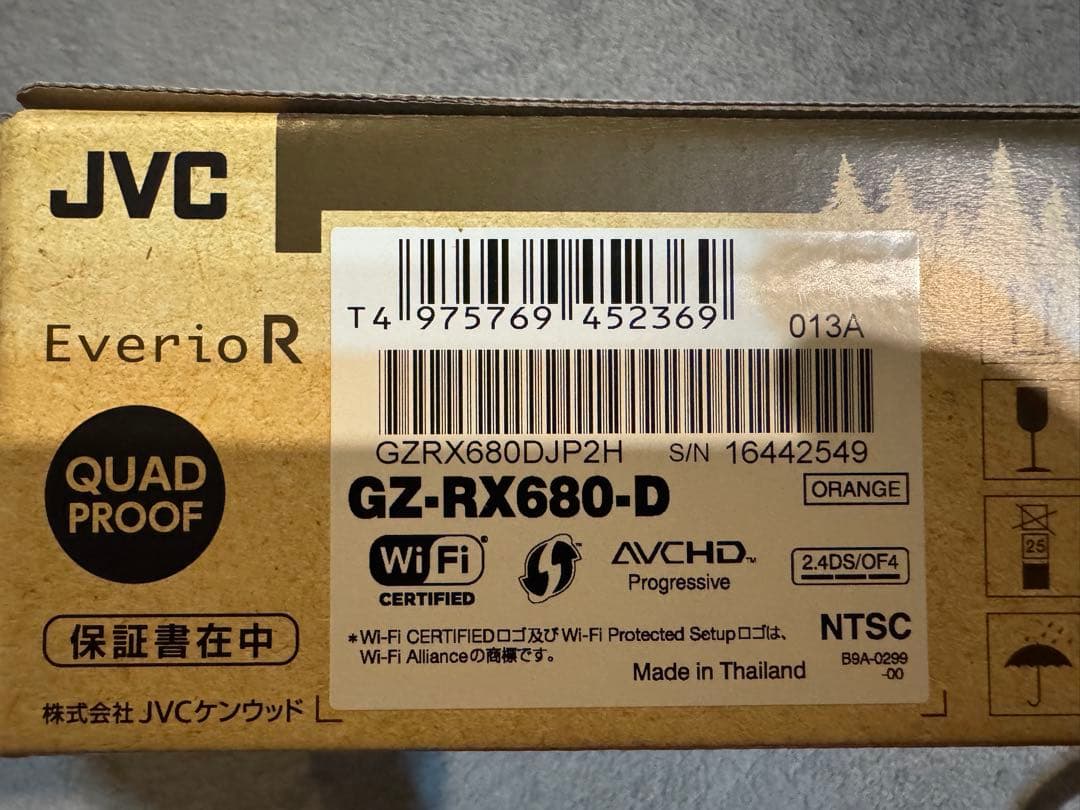 JVC
Everio R
QUAD
PROOF
保証書在中
株式会社 JVCケンウッド
T4 975769 452369
013A
GZRX680DJP2H S/N 16442549
GZ-RX680-D
ORANGE
Wi Fi
CERTIFIED
AVCHD™
Progressive
2.4DS/OF4
*Wi-Fi CERTIFIEDロゴ及びWi-Fi Protected Setupロゴは、
Wi-Fi Allianceの商標です。
NTSC
Made in Thailand
B9A-0299
-00
25